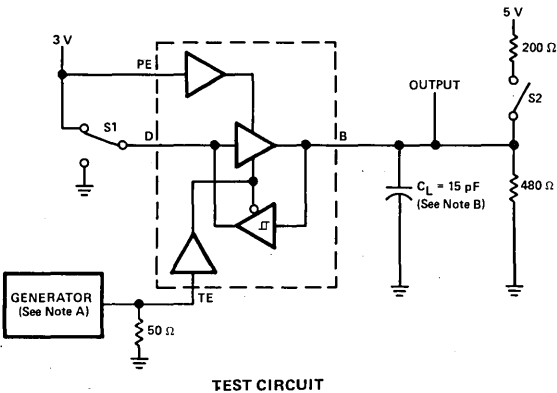 5 V
3 V
200 Ω
PE
OUTPUT
S2
S1
D
B
CL = 15 pF
(See Note B)
480 Ω
GENERATOR
(See Note A)
TE
50 Ω
TEST CIRCUIT